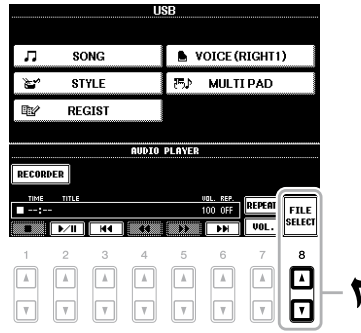 USB
SONG VOICE (RIGHT1)
STYLE MULTI PAD
REGIST
AUDIO PLAYER
RECORDER
TIME TITLE VOL. REP.
--:-- 100 OFF
REPEAT
VOL.
FILE
SELECT
1 2 3 4 5 6 7 8